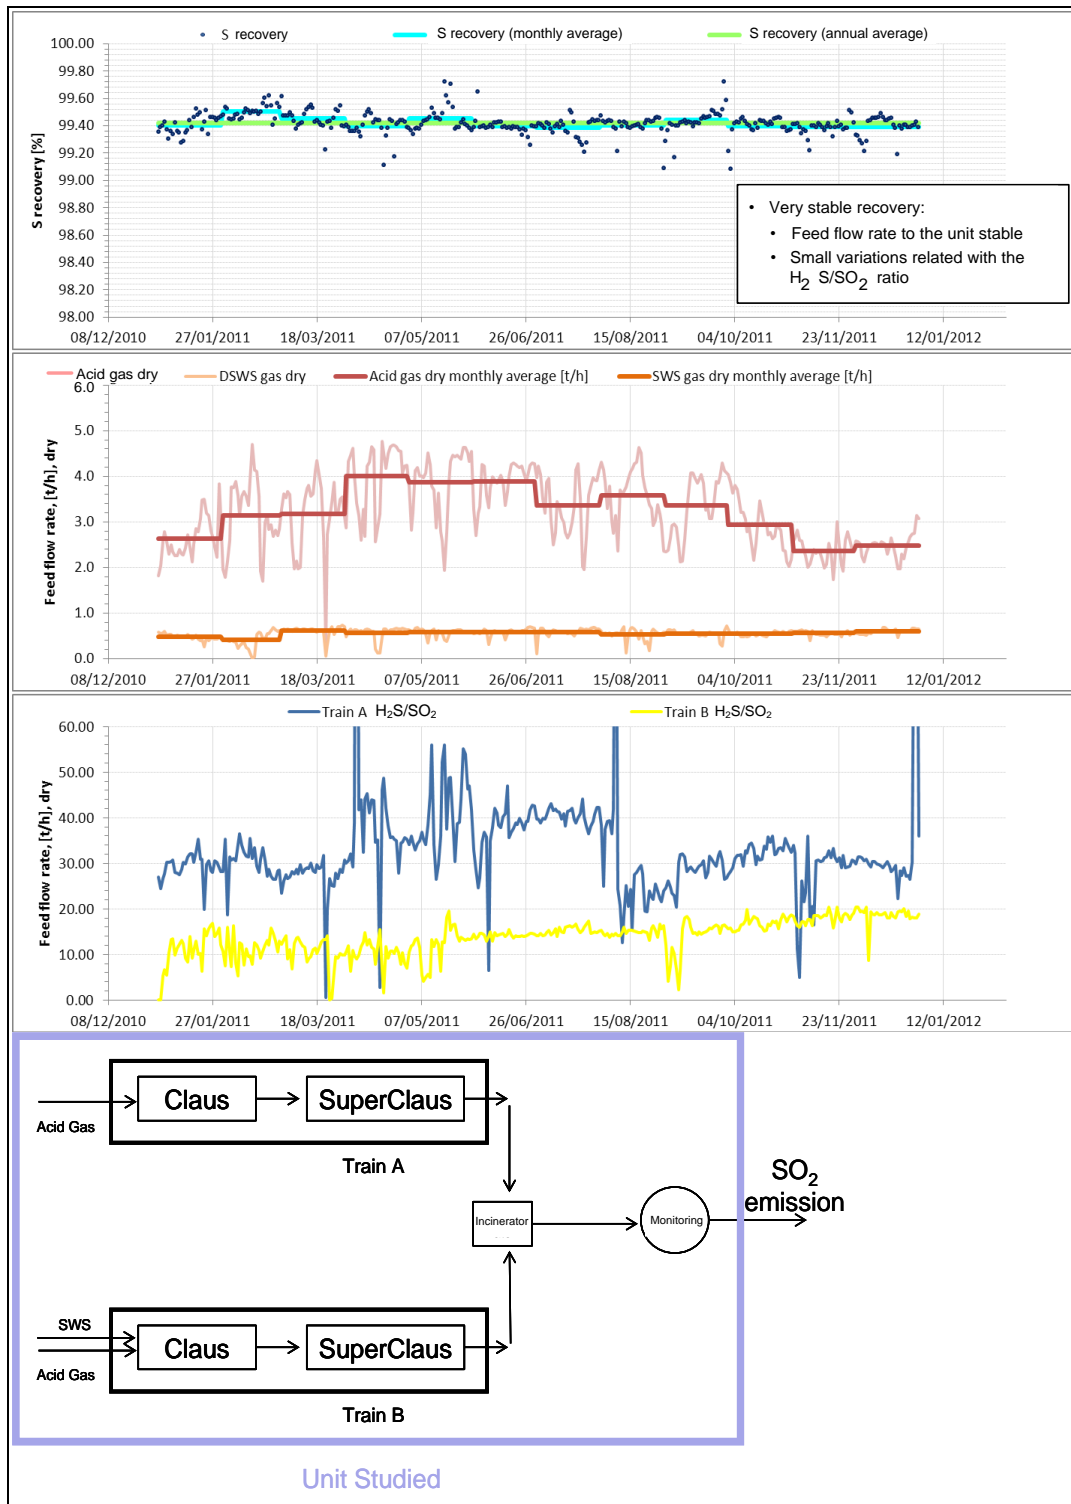 S recovery S recovery (monthly average) S recovery (annual average)
100.00
99.80
99.60
99.40
99.20
99.00
98.80
98.60
98.40
98.20
98.00
S recovery [%]
08/12/2010 27/01/2011 18/03/2011 07/05/2011 26/06/2011 15/08/2011 04/10/2011 23/11/2011 12/01/2012
• Very stable recovery:
• Feed flow rate to the unit stable
• Small variations related with the
H2 S/SO2 ratio
Acid gas dry DSWS gas dry Acid gas dry monthly average [t/h] SWS gas dry monthly average [t/h]
6.0
5.0
4.0
3.0
2.0
1.0
0.0
Feed flow rate, [t/h], dry
08/12/2010 27/01/2011 18/03/2011 07/05/2011 26/06/2011 15/08/2011 04/10/2011 23/11/2011 12/01/2012
Train A H2S/SO2 Train B H2S/SO2
60.00
50.00
40.00
30.00
20.00
10.00
0.00
Feed flow rate, [t/h], dry
08/12/2010 27/01/2011 18/03/2011 07/05/2011 26/06/2011 15/08/2011 04/10/2011 23/11/2011 12/01/2012
Claus SuperClaus
Acid Gas
Train A
SO2
emission
Incinerator
Monitoring
SWS
Claus SuperClaus
Acid Gas
Train B
Unit Studied